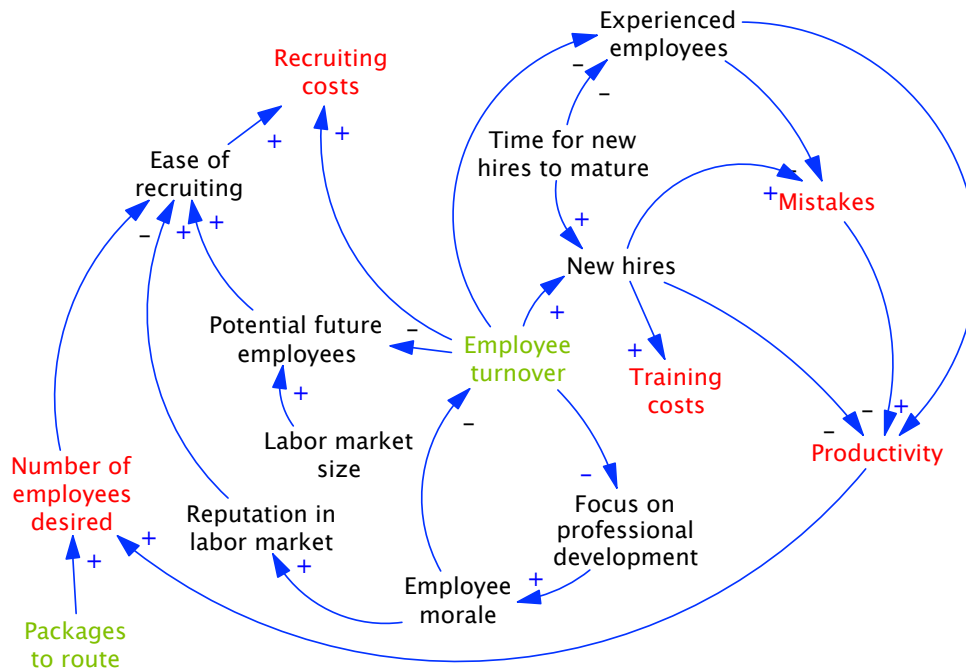 Experienced
employees
Recruiting
costs
–
–
+
+
Time for new
hires to mature
Ease of
recruiting
–
+
Mistakes
–
+
+
+
New hires
+
Potential future
employees
–
Employee
turnover
+
Training
costs
+
–
–
+
–
Labor market
size
Productivity
Number of
employees
desired
–
Focus on
professional
development
Reputation in
labor market
+
+
+
+
Employee
morale
Packages
to route